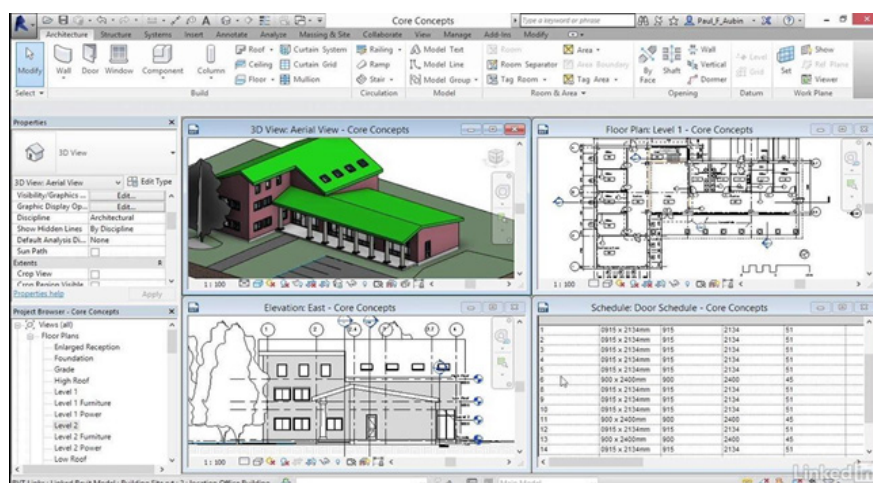 Core Concepts
Type a keyword or phrase
Paul_F_Aubin
Architecture Structure Systems Insert Annotate Analyze Massing & Site Collaborate View Manage Add-Ins Modify
Modify
Wall Door Window Component Column
Roof Curtain System
Ceiling Curtain Grid
Floor Mullion
Railing
Ramp
Stair
Model Text
Model Line
Model Group
Room
Room Separator
Tag Room
Area
Area Boundary
Tag Area
By Face
Shaft
Wall
Vertical
Dormer
Level
Grid
Set
Show
Ref Plane
Viewer
Select Build Circulation Model Room & Area Opening Datum Work Plane
Properties
3D View
3D View: Aerial View Edit Type
Visibility/Graphics ... Edit...
Graphic Display Op... Edit...
Discipline Architectural
Show Hidden Lines By Discipline
Default Analysis Di... None
Sun Path
Extents
Crop View
Crop Region Visible
Properties help Apply
Project Browser - Core Concepts
Views (all)
Floor Plans
Enlarged Reception
Foundation
Grade
High Roof
Level 1
Level 1 Furniture
Level 1 Power
Level 2
Level 2 Furniture
Level 2 Power
Low Roof
3D View: Aerial View - Core Concepts
1 : 100
Floor Plan: Level 1 - Core Concepts
1 : 100
Elevation: East - Core Concepts
1 : 100
Schedule: Door Schedule - Core Concepts
1 0915 x 2134mm 915 2134 51
2 0915 x 2134mm 915 2134 51
3 0915 x 2134mm 915 2134 51
4 0915 x 2134mm 915 2134 51
5 0915 x 2134mm 915 2134 51
6 900 x 2400mm 900 2400 45
0915 x 2134mm 915 2134 51
9 0915 x 2134mm 915 2134 51
10 0915 x 2134mm 915 2134 51
11 900 x 2400mm 900 2400 45
12 0915 x 2134mm 915 2134 51
13 900 x 2400mm 900 2400 45
14 0915 x 2134mm 915 2134 51
LinkedIn